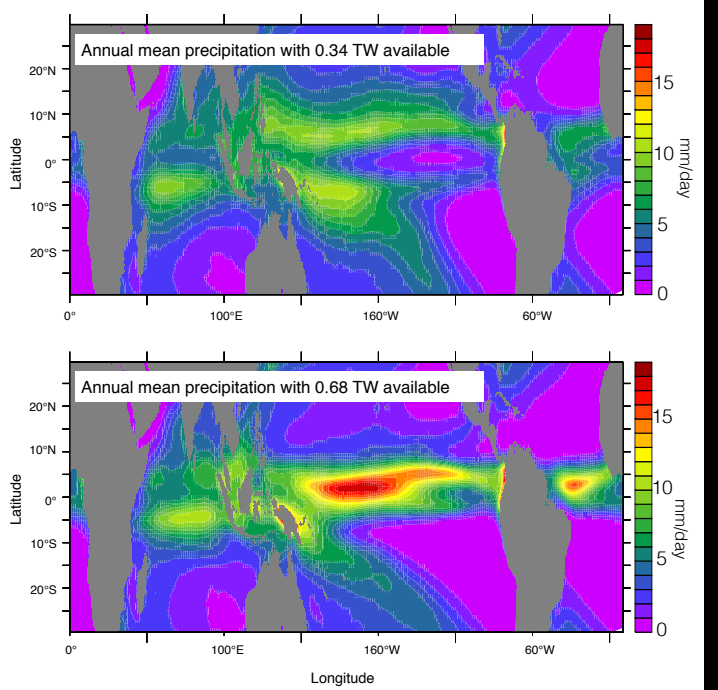 Annual mean precipitation with 0.34 TW available
20°N
10°N
0°
10°S
20°S
Latitude
0°
100°E
160°W
60°W
15
10
5
0
mm/day
Annual mean precipitation with 0.68 TW available
20°N
10°N
0°
10°S
20°S
Latitude
0°
100°E
160°W
60°W
15
10
5
0
mm/day
Longitude